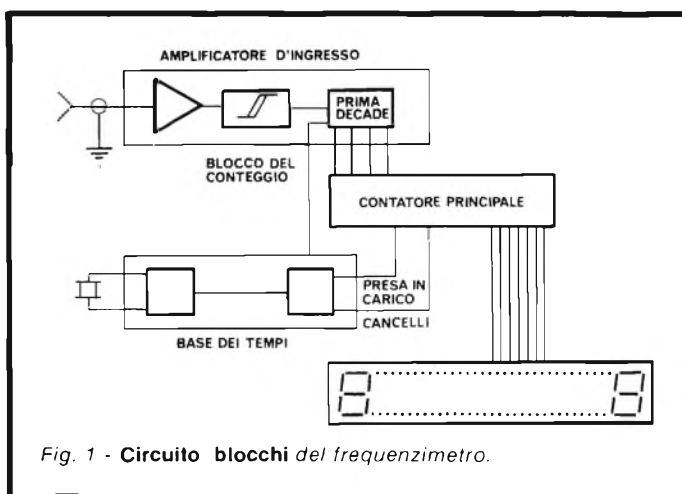 AMPLIFICATORE D'INGRESSO
PRIMA
DECADE
BLOCCO DEL
CONTEGGIO
CONTATORE PRINCIPALE
PRESA IN
CARICO
CANCELLI
BASE DEI TEMPI
Fig. 1 - Circuito blocchi del frequenzimetro.